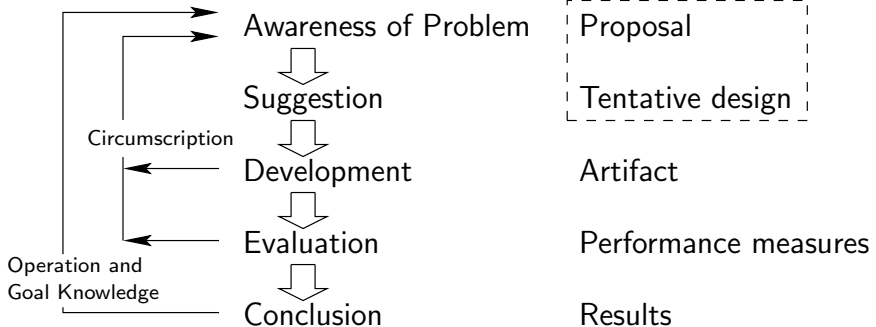 Awareness of Problem Proposal
Suggestion Tentative design
Circumscription
Development Artifact
Evaluation Performance measures
Operation and
Goal Knowledge
Conclusion Results